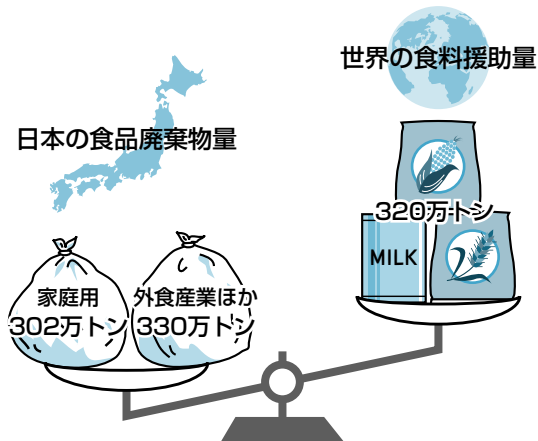 世界の食料援助量
日本の食品廃棄物量
320万トン
MILK
家庭用
302万トン
外食産業ほか
330万トン